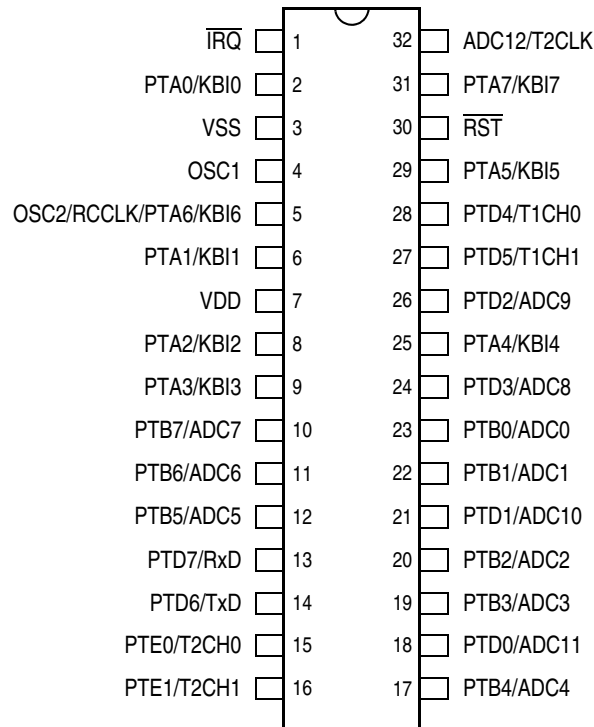 IRQ 1 32 ADC12/T2CLK
PTA0/KBI0 2 31 PTA7/KBI7
VSS 3 30 RST
OSC1 4 29 PTA5/KBI5
OSC2/RCCLK/PTA6/KBI6 5 28 PTD4/T1CH0
PTA1/KBI1 6 27 PTD5/T1CH1
VDD 7 26 PTD2/ADC9
PTA2/KBI2 8 25 PTA4/KBI4
PTA3/KBI3 9 24 PTD3/ADC8
PTB7/ADC7 10 23 PTB0/ADC0
PTB6/ADC6 11 22 PTB1/ADC1
PTB5/ADC5 12 21 PTD1/ADC10
PTD7/RxD 13 20 PTB2/ADC2
PTD6/TxD 14 19 PTB3/ADC3
PTE0/T2CH0 15 18 PTD0/ADC11
PTE1/T2CH1 16 17 PTB4/ADC4